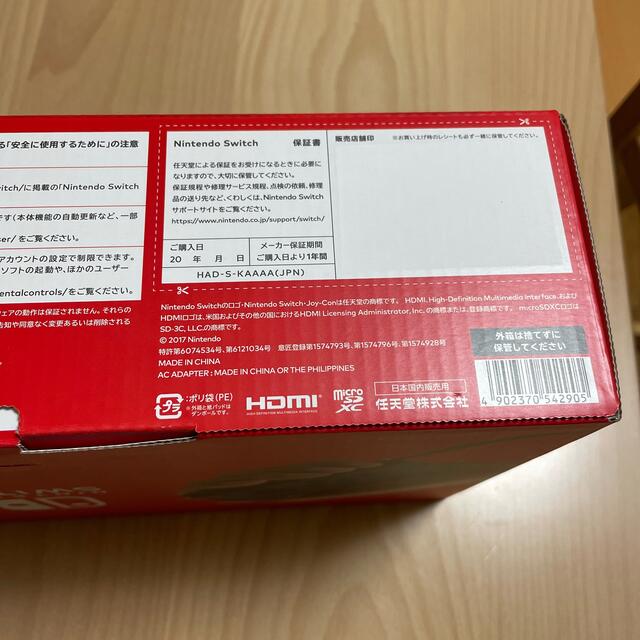 る「安全に使用するために」の注意
itch/に掲載の「Nintendo Switch
です(本体機能の自動更新など、一部
ser/をご覧ください。
アカウントの設定で制限できます。
ソフトの起動や、ほかのユーザー
entalcontrols/をご覧ください。
ウェアの動作は保証されません。それらの
告知や同意なく変更あるいは削除される
Nintendo Switch 保証書
任天堂による保証をお受けになるときに必要に
なりますので、大切に保管してください。
保証規程や修理サービス規程、点検の依頼、修理
品の送り先など、くわしくは、Nintendo Switch
サポートサイトをご覧ください。
https://www.nintendo.co.jp/support/switch/
ご購入日 メーカー保証期間
20 年 月 日 ご購入日より1年間
HAD-S-KAAAA(JPN)
販売店舗印 ※お買い上げ時のレシートも必ず一緒に保管してください。
Nintendo Switchのロゴ・Nintendo Switch・Joy-Conは任天堂の商標です。 HDMI、High-Definition Multimedia Interface、および
HDMIロゴは、米国およびその他の国におけるHDMI Licensing Administrator, Inc.の商標または、登録商標です。 microSDXCロゴは
SD-3C, LLC.の商標です。
© 2017 Nintendo
特許第6074534号、第6121034号 意匠登録第1574793号、第1574796号、第1574928号
MADE IN CHINA
AC ADAPTER : MADE IN CHINA OR THE PHILIPPINES
プラ
:ポリ袋(PE)
※外箱と紙パッドは
ダンボールです。
HDMI
HIGH-DEFINITION MULTIMEDIA INTERFACE
micro
SD
XC
日本国内販売用
任天堂株式会社
外箱は捨てずに
保管してください
4 902370 542905